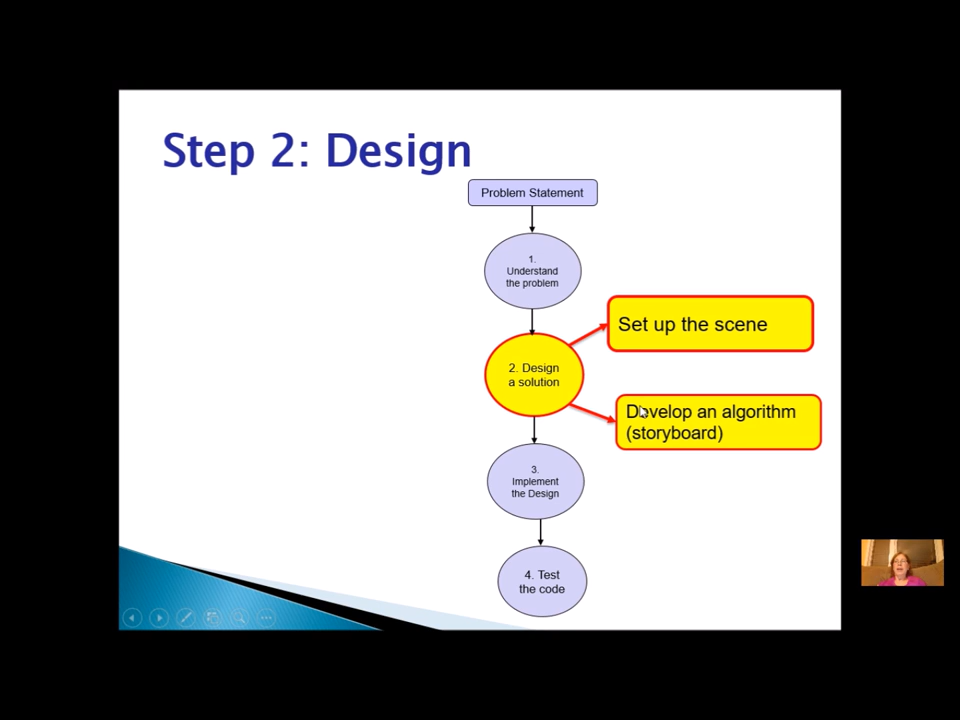 Step 2: Design
Problem Statement
1.
Understand
the problem
Set up the scene
2. Design
a solution
Develop an algorithm
(storyboard)
3.
Implement
the Design
4. Test
the code